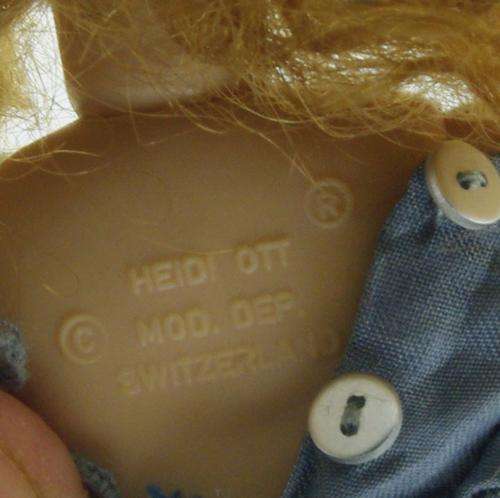 ®
HEIDI OTT
© MOD. DEP.
SWITZERLAND